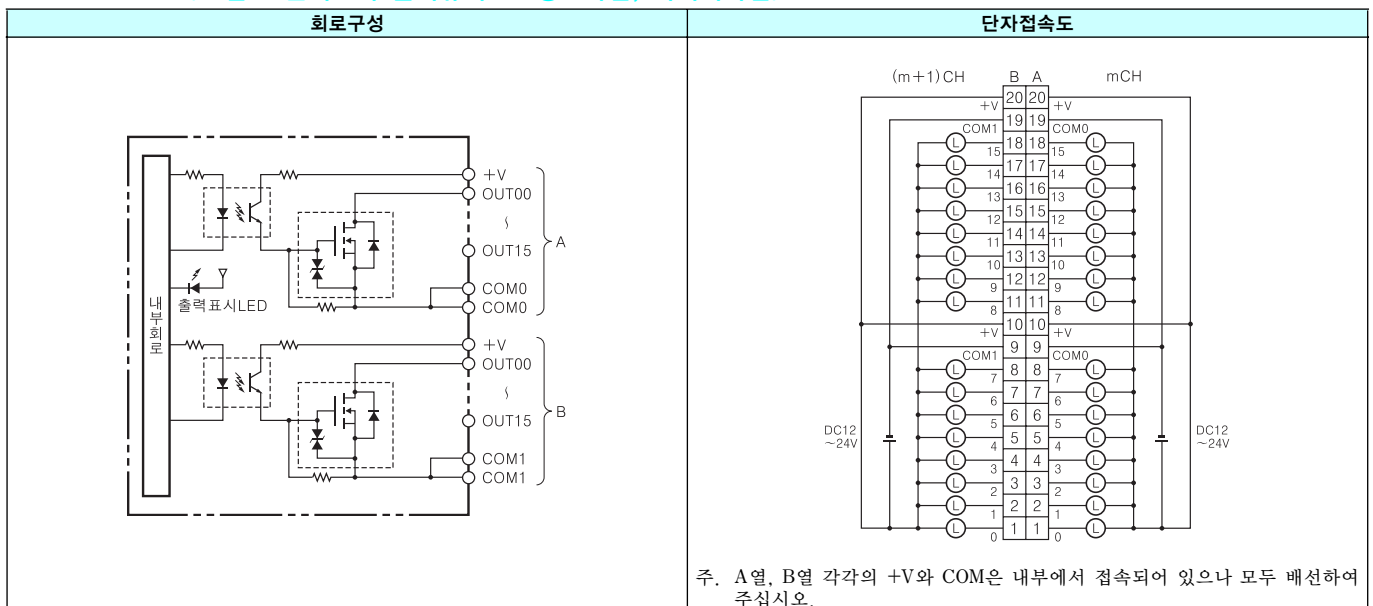 회로구성
단자접속도
+V
OUT00
~
OUT15
COM0
COM0
A
출력표시LED
내부회로
+V
OUT00
~
OUT15
COM1
COM1
B
(m+1)CH B A mCH
+V 20 20 +V
COM1 19 19 COM0
L 15 18 18 15 L
L 14 17 17 14 L
L 13 16 16 13 L
L 12 15 15 12 L
L 11 14 14 11 L
L 10 13 13 10 L
L 9 12 12 9 L
L 8 11 11 8 L
+V 10 10 +V
COM1 9 9 COM0
L 7 8 8 7 L
L 6 7 7 6 L
L 5 6 6 5 L
L 4 5 5 4 L
L 3 4 4 3 L
L 2 3 3 2 L
L 1 2 2 1 L
L 0 1 1 0 L
DC12
~24V
DC12
~24V
주. A열, B열 각각의 +V와 COM은 내부에서 접속되어 있으나 모두 배선하여
주십시오.